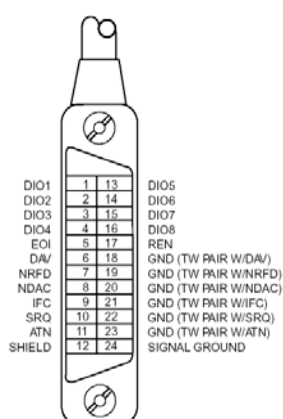 DIO1 1 13 DIO5
DIO2 2 14 DIO6
DIO3 3 15 DIO7
DIO4 4 16 DIO8
EOI 5 17 REN
DAV 6 18 GND (TW PAIR W/DAV)
NRFD 7 19 GND (TW PAIR W/NRFD)
NDAC 8 20 GND (TW PAIR W/NDAC)
IFC 9 21 GND (TW PAIR W/IFC)
SRQ 10 22 GND (TW PAIR W/SRQ)
ATN 11 23 GND (TW PAIR W/ATN)
SHIELD 12 24 SIGNAL GROUND